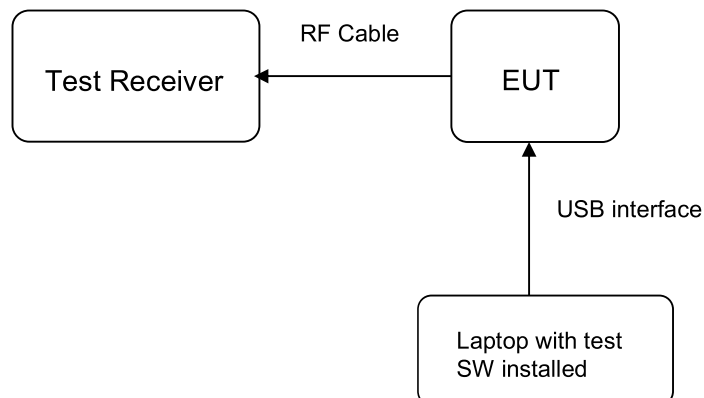 RF Cable
Test Receiver
EUT
USB interface
Laptop with test
SW installed